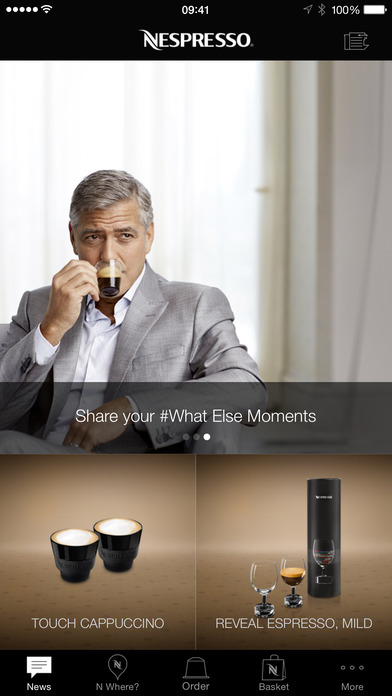 09:41
100%
NESPRESSO
Share your #What Else Moments
TOUCH CAPPUCCINO
REVEAL ESPRESSO, MILD
News
N Where?
Order
Basket
More